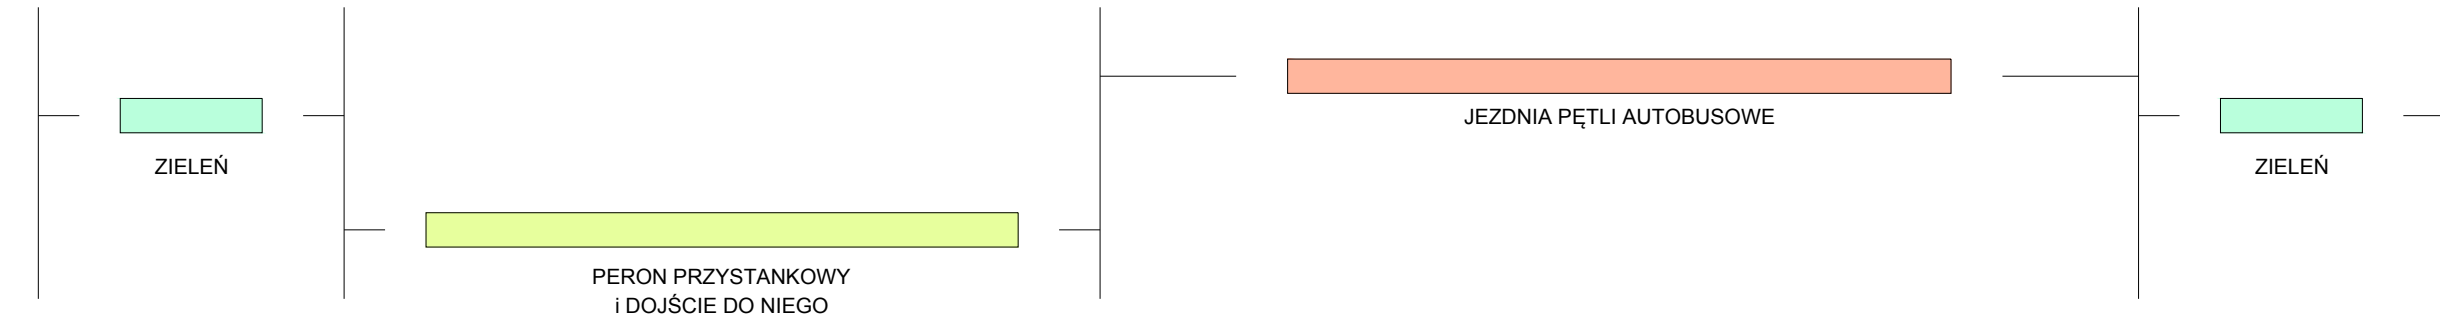 ZIELEŃ
PERON PRZYSTANKOWY
i DOJŚCIE DO NIEGO
JEZDNIA PĘTLI AUTOBUSOWE
ZIELEŃ